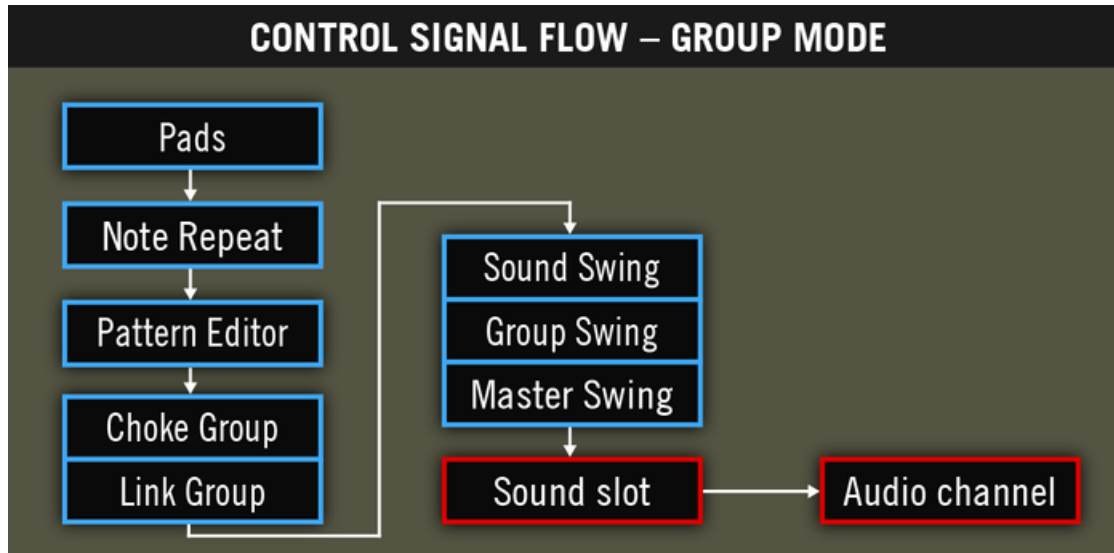 CONTROL SIGNAL FLOW – GROUP MODE
Pads
Note Repeat
Pattern Editor
Choke Group
Link Group
Sound Swing
Group Swing
Master Swing
Sound slot
Audio channel